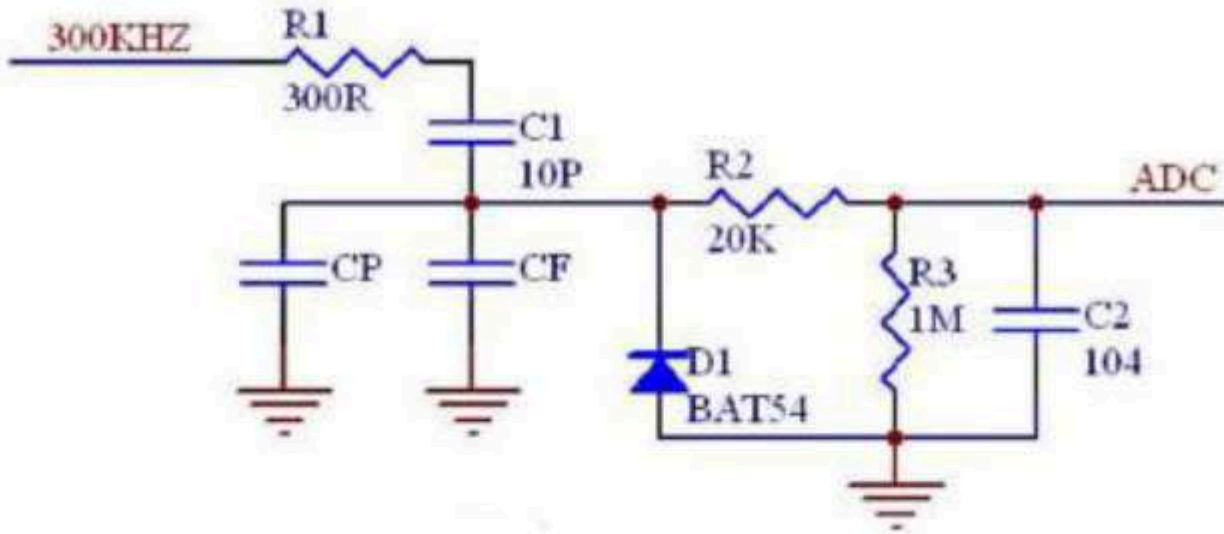 300KHZ
R1
300R
C1
10P
CP
CF
R2
20K
ADC
R3
1M
C2
104
D1
BAT54